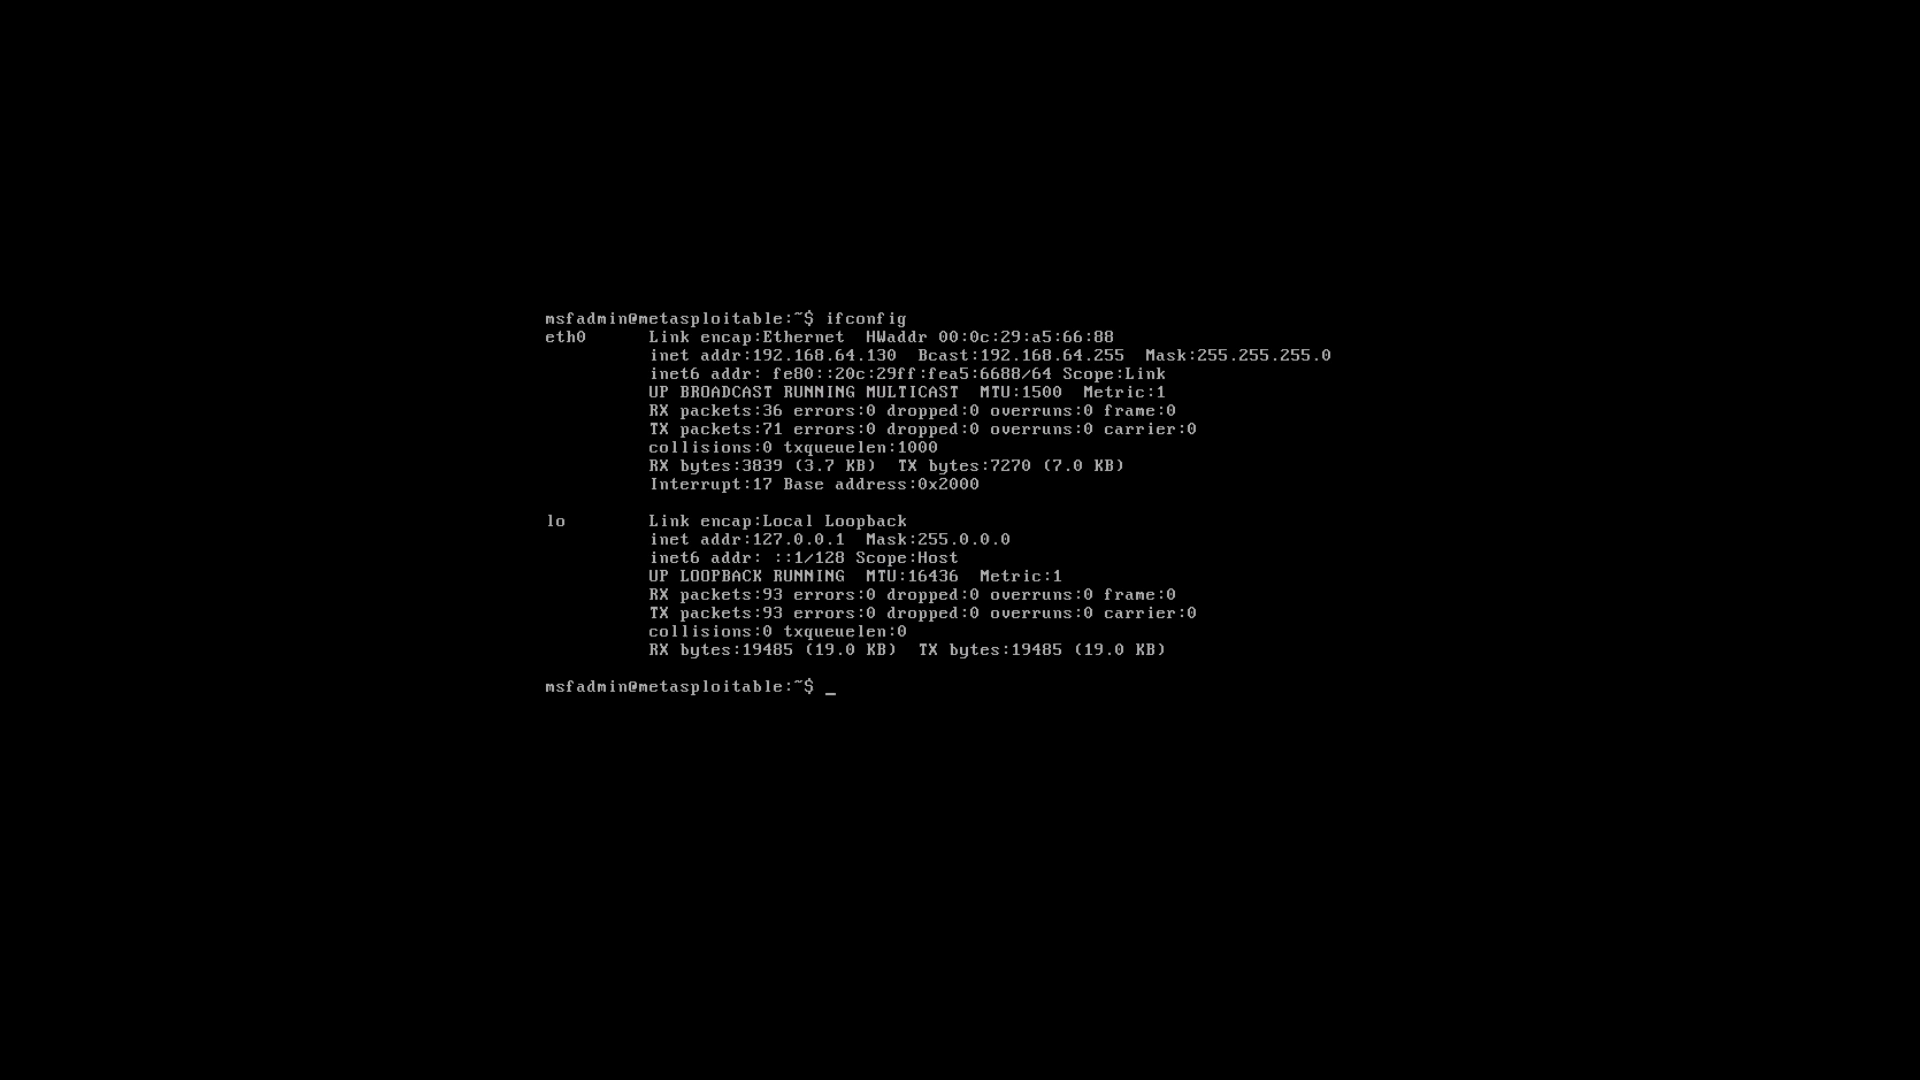 msfadmin@metasploitable:~$ ifconfig
eth0      Link encap:Ethernet  HWaddr 00:0c:29:a5:66:88
          inet addr:192.168.64.130  Bcast:192.168.64.255  Mask:255.255.255.0
          inet6 addr: fe80::20c:29ff:fea5:6688/64 Scope:Link
          UP BROADCAST RUNNING MULTICAST  MTU:1500  Metric:1
          RX packets:36 errors:0 dropped:0 overruns:0 frame:0
          TX packets:71 errors:0 dropped:0 overruns:0 carrier:0
          collisions:0 txqueuelen:1000
          RX bytes:3839 (3.7 KB)  TX bytes:7270 (7.0 KB)
          Interrupt:17 Base address:0x2000

lo        Link encap:Local Loopback
          inet addr:127.0.0.1  Mask:255.0.0.0
          inet6 addr: ::1/128 Scope:Host
          UP LOOPBACK RUNNING  MTU:16436  Metric:1
          RX packets:93 errors:0 dropped:0 overruns:0 frame:0
          TX packets:93 errors:0 dropped:0 overruns:0 carrier:0
          collisions:0 txqueuelen:0
          RX bytes:19485 (19.0 KB)  TX bytes:19485 (19.0 KB)

msfadmin@metasploitable:~$ _